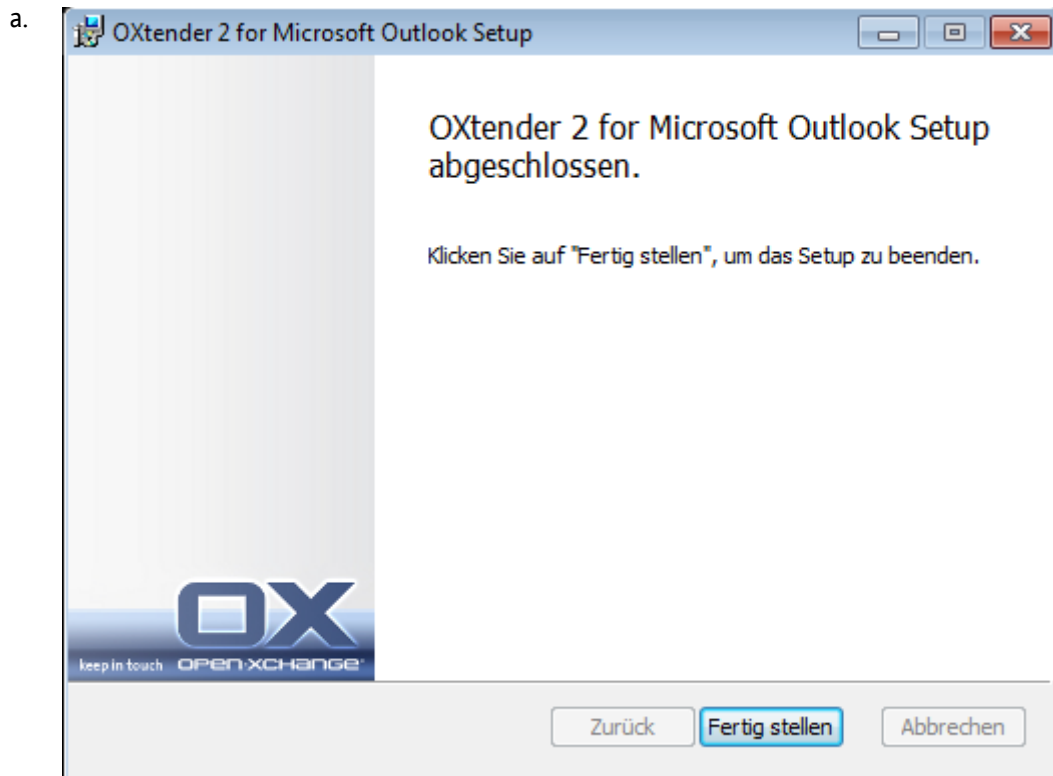 a.
OXtender 2 for Microsoft Outlook Setup
OXtender 2 for Microsoft Outlook Setup
abgeschlossen.
Klicken Sie auf "Fertig stellen", um das Setup zu beenden.
OX
keep in touch OPEN·XCHANGE
Zurück Fertig stellen Abbrechen